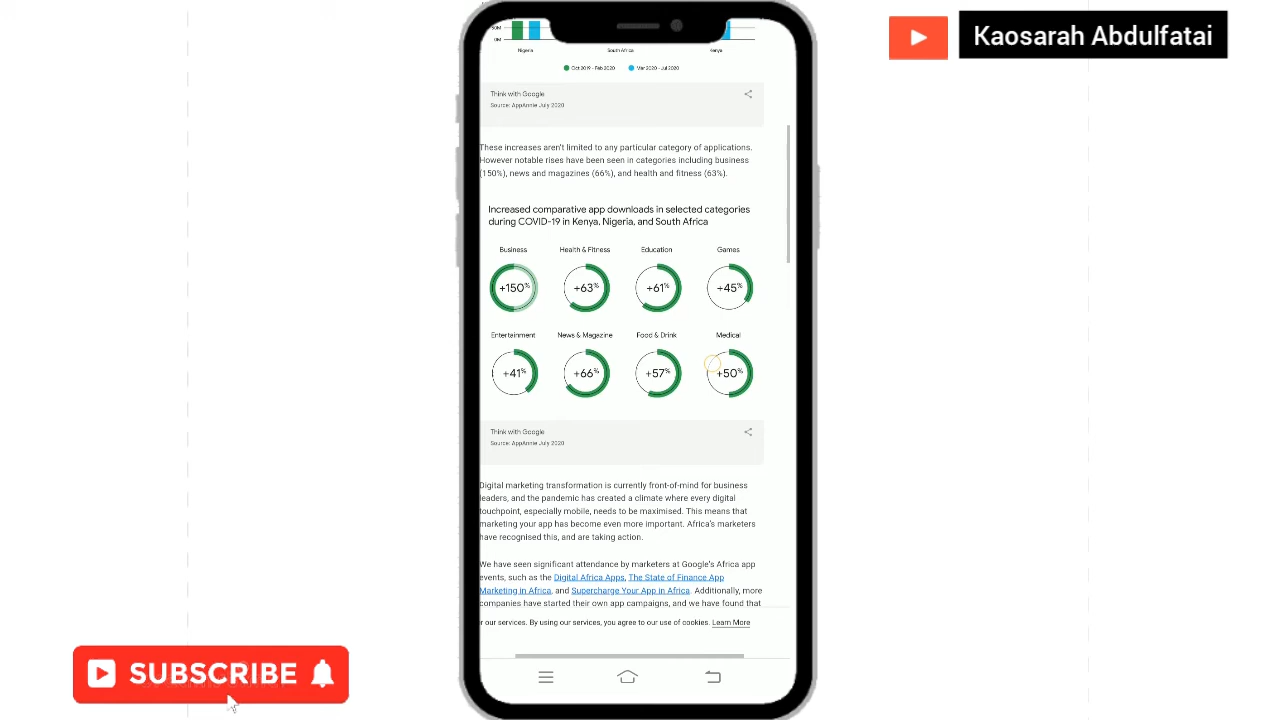 Kaosarah Abdulfatai
50M
0M
Nigeria South Africa Kenya
Oct 2019 - Feb 2020 Mar 2020 - Jul 2020
Think with Google
Source: AppAnnie July 2020
These increases aren't limited to any particular category of applications.
However notable rises have been seen in categories including business
(150%), news and magazines (66%), and health and fitness (63%).
Increased comparative app downloads in selected categories
during COVID-19 in Kenya, Nigeria, and South Africa
Business Health & Fitness Education Games
+150% +63% +61% +45%
Entertainment News & Magazine Food & Drink Medical
+41% +66% +57% +50%
Think with Google
Source: AppAnnie July 2020
Digital marketing transformation is currently front-of-mind for business
leaders, and the pandemic has created a climate where every digital
touchpoint, especially mobile, needs to be maximised. This means that
marketing your app has become even more important. Africa's marketers
have recognised this, and are taking action.
We have seen significant attendance by marketers at Google's Africa app
events, such as the Digital Africa Apps, The State of Finance App
Marketing in Africa, and Supercharge Your App in Africa. Additionally, more
companies have started their own app campaigns, and we have found that
r our services. By using our services, you agree to our use of cookies. Learn More
SUBSCRIBE